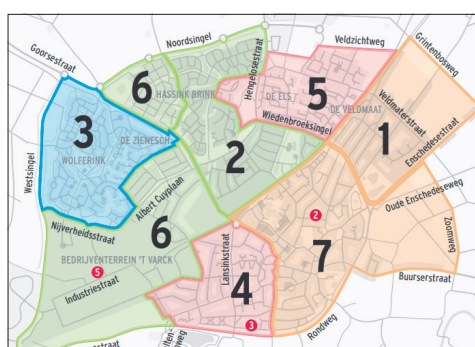 Goorsestraat
Noordsingel
Hengelosestraat
Veldzichtweg
Grintenbosweg
6
HASSINK BRINK
DE ELS
5
DE VELDMAAT
Veldmaterstraat
Enschedesestraat
Wiedenbroeksingel
1
3
DE ZIENESCH
WOLFERINK
2
Westsingel
Albert Cuyplaan
Oude Enschedeseweg
2
Nijverheidsstraat
6
Zoomweg
BEDRIJVENTERREIN 'T VARCK
Lansinkstraat
7
5
Industriestraat
4
Buurserstraat
3
Rondweg